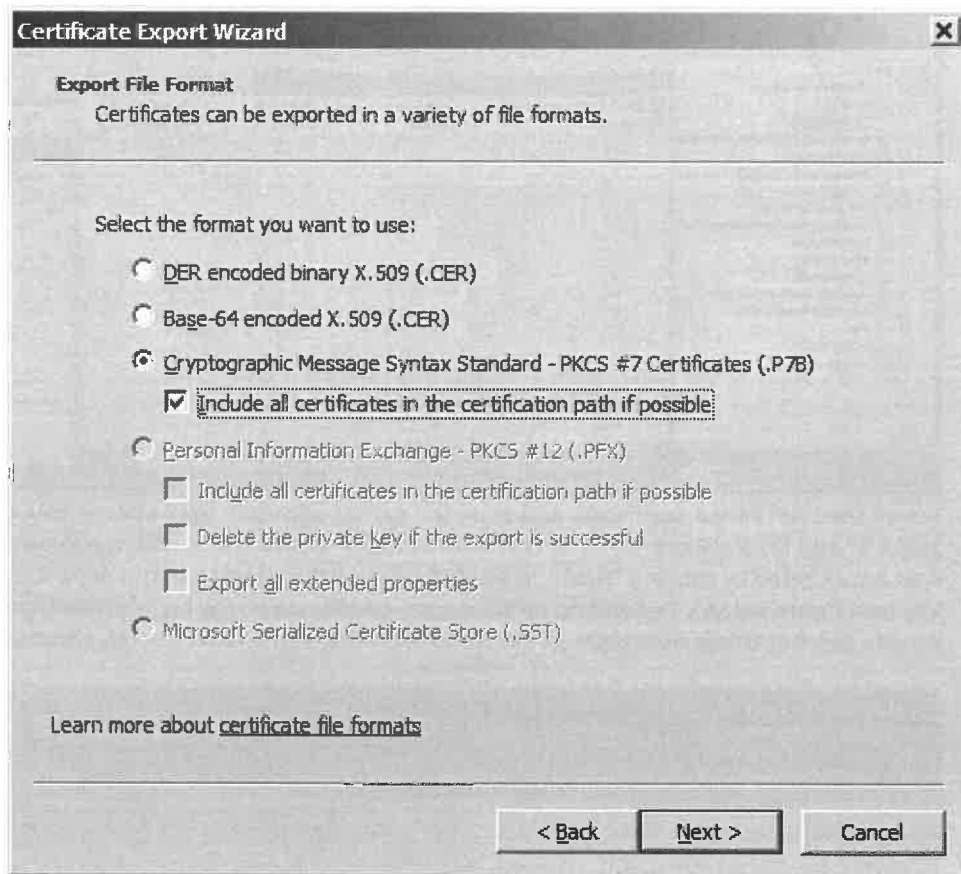 Certificate Export Wizard
Export File Format
Certificates can be exported in a variety of file formats.
Select the format you want to use:
DER encoded binary X.509 (.CER)
Base-64 encoded X.509 (.CER)
Cryptographic Message Syntax Standard - PKCS #7 Certificates (.P7B)
Include all certificates in the certification path if possible
Personal Information Exchange - PKCS #12 (.PFX)
Include all certificates in the certification path if possible
Delete the private key if the export is successful
Export all extended properties
Microsoft Serialized Certificate Store (.SST)
Learn more about certificate file formats
< Back Next > Cancel